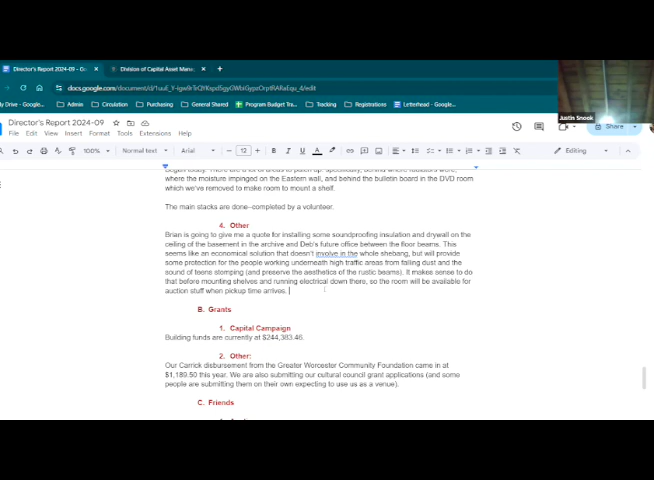 Director's Report 2024-09 - Go
Division of Capital Asset Mana
docs.google.com/document/d/
My Drive - Google...
Admin
Circulation
Purchasing
General Shared
Program Budget Tru...
Tracking
Registrations
Letterhead - Google...
Justin Snook
Director's Report 2024-09
File Edit View Insert Format Tools Extensions Help
Share
100% Normal text Arial 12 Editing
where the moisture impinged on the Eastern wall, and behind the bulletin board in the DVD room
which we've removed to make room to mount a shelf.
The main stacks are done--completed by a volunteer.
4. Other
Brian is going to give me a quote for installing some soundproofing insulation and drywall on the
ceiling of the basement in the archive and Deb's future office between the floor beams. This
seems like an economical solution that doesn't involve in the whole shebang, but will provide
some protection for the people working underneath high traffic areas from falling dust and the
sound of teens stomping (and preserve the aesthetics of the rustic beams). It makes sense to do
that before mounting shelves and running electrical down there, so the room will be available for
auction stuff when pickup time arrives.
B. Grants
1. Capital Campaign
Building funds are currently at $244,383.46.
2. Other:
Our Carrick disbursement from the Greater Worcester Community Foundation came in at
$1,189.50 this year. We are also submitting our cultural council grant applications (and some
people are submitting them on their own expecting to use us as a venue).
C. Friends